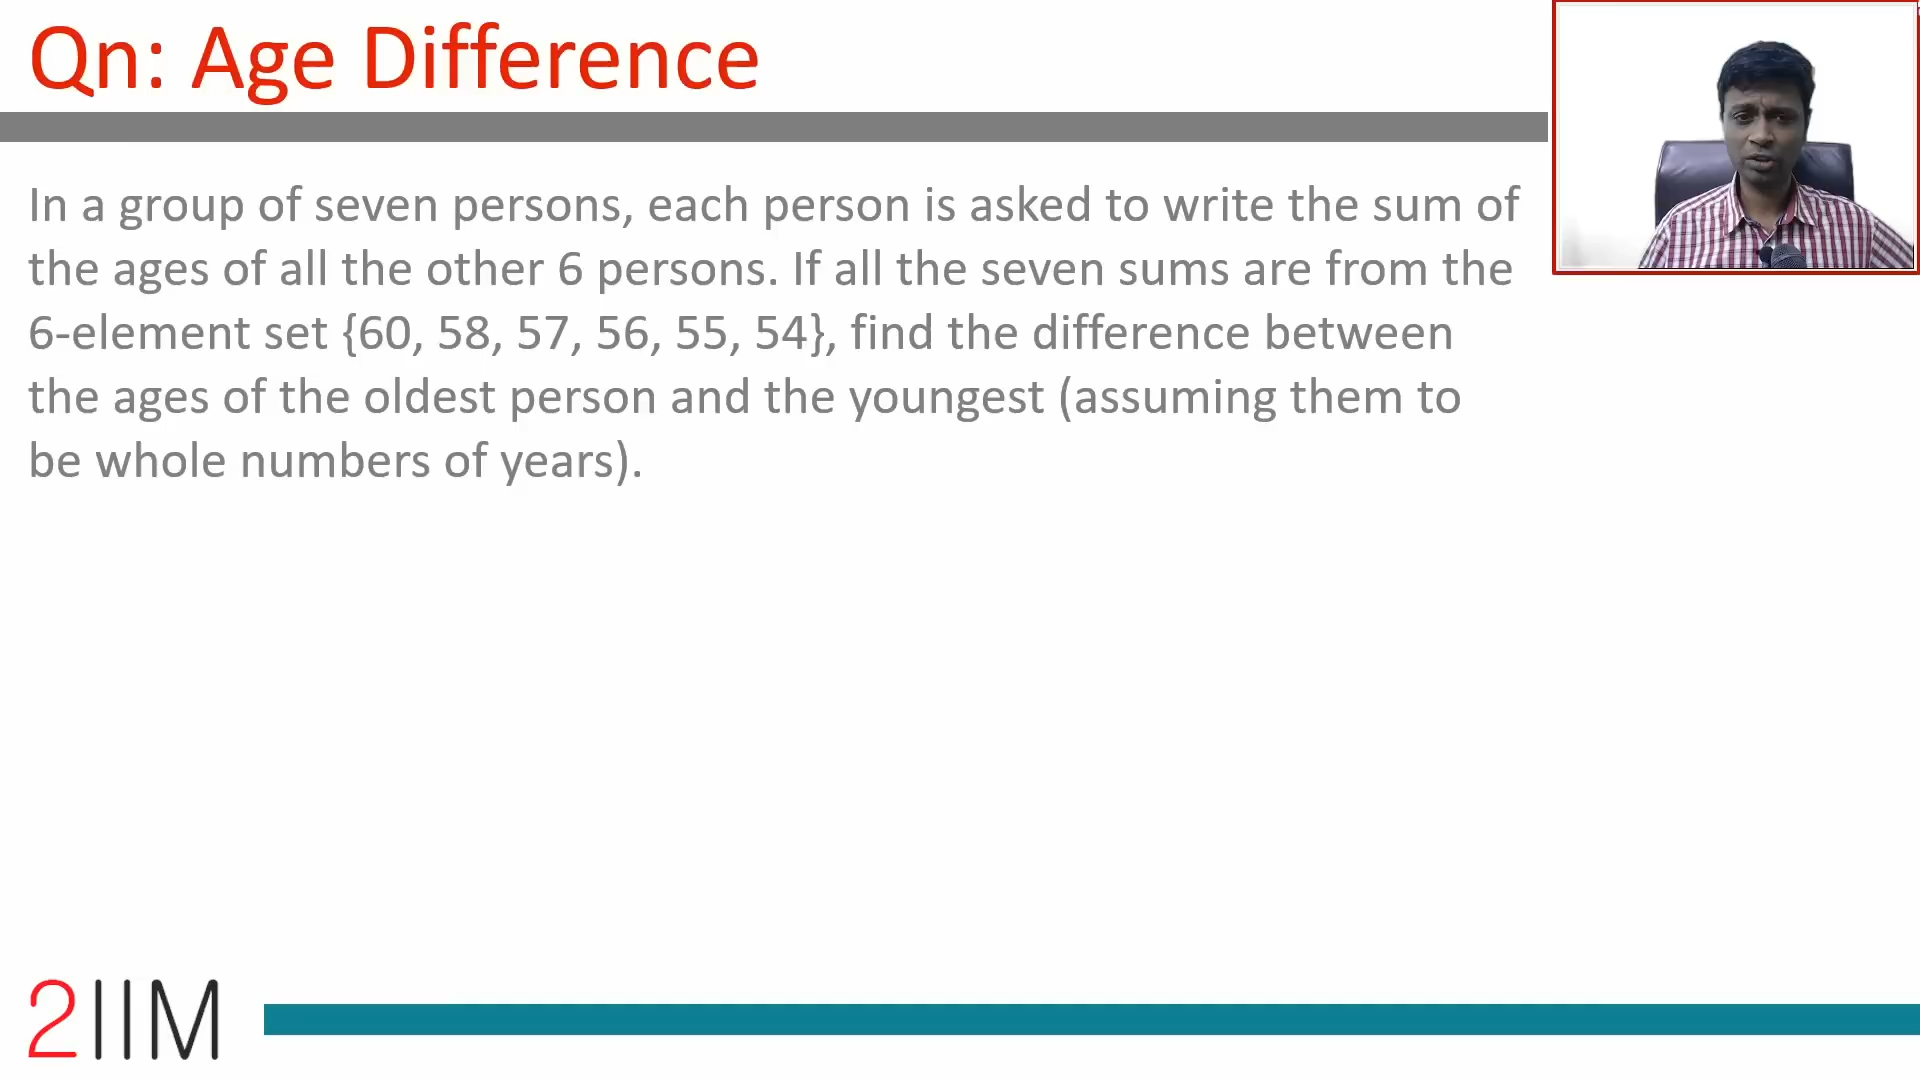 Qn: Age Difference
In a group of seven persons, each person is asked to write the sum of
the ages of all the other 6 persons. If all the seven sums are from the
6-element set {60, 58, 57, 56, 55, 54}, find the difference between
the ages of the oldest person and the youngest (assuming them to
be whole numbers of years).
2IIM